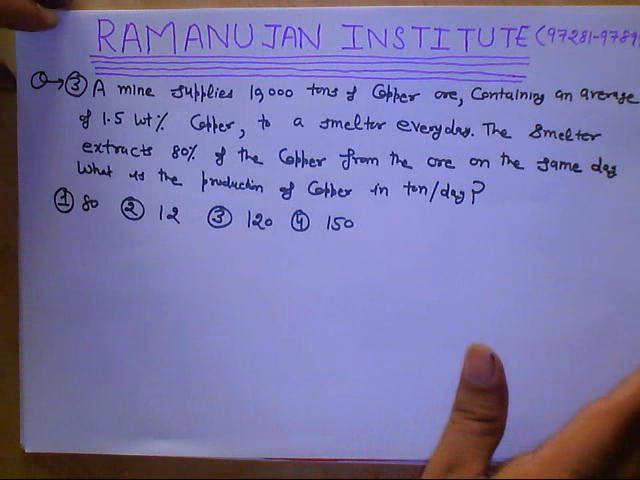 RAMANUJAN INSTITUTE (97281-9789
Q→ ③ A mine supplies 10,000 tons of Copper ore, Containing an average
of 1.5 wt% Copper, to a smelter everyday. The Smelter
extracts 80% of the Copper from the ore on the same day
What is the production of Copper in ton/day?
① 80 ② 12 ③ 120 ④ 150